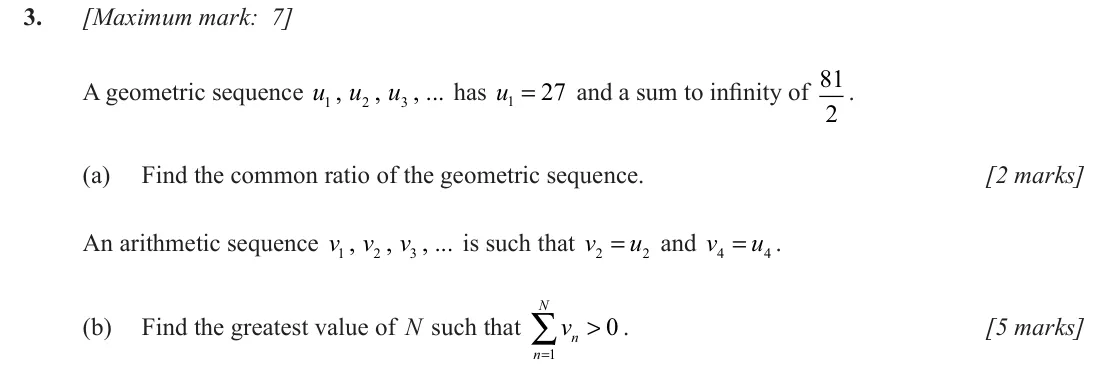 3. [Maximum mark: 7]
A geometric sequence u₁ , u₂ , u₃ , ... has u₁ = 27 and a sum to infinity of 81/2 .
(a) Find the common ratio of the geometric sequence. [2 marks]
An arithmetic sequence v₁ , v₂ , v₃ , ... is such that v₂ = u₂ and v₄ = u₄ .
(b) Find the greatest value of N such that ∑ₙ₌₁ᴺ vₙ > 0 . [5 marks]